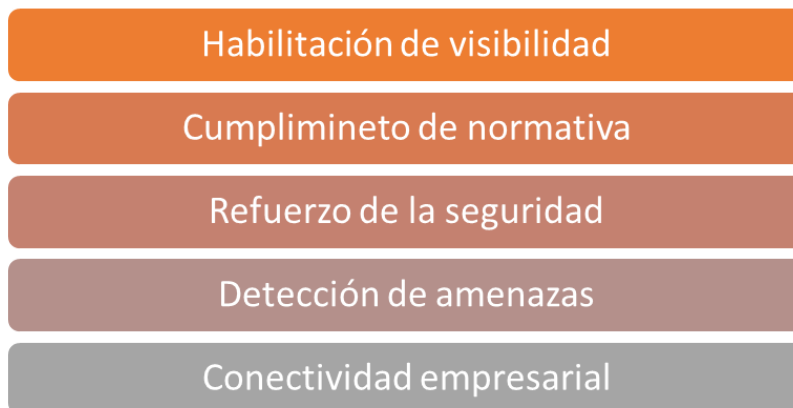 Habilitación de visibilidad
Cumplimineto de normativa
Refuerzo de la seguridad
Detección de amenazas
Conectividad empresarial